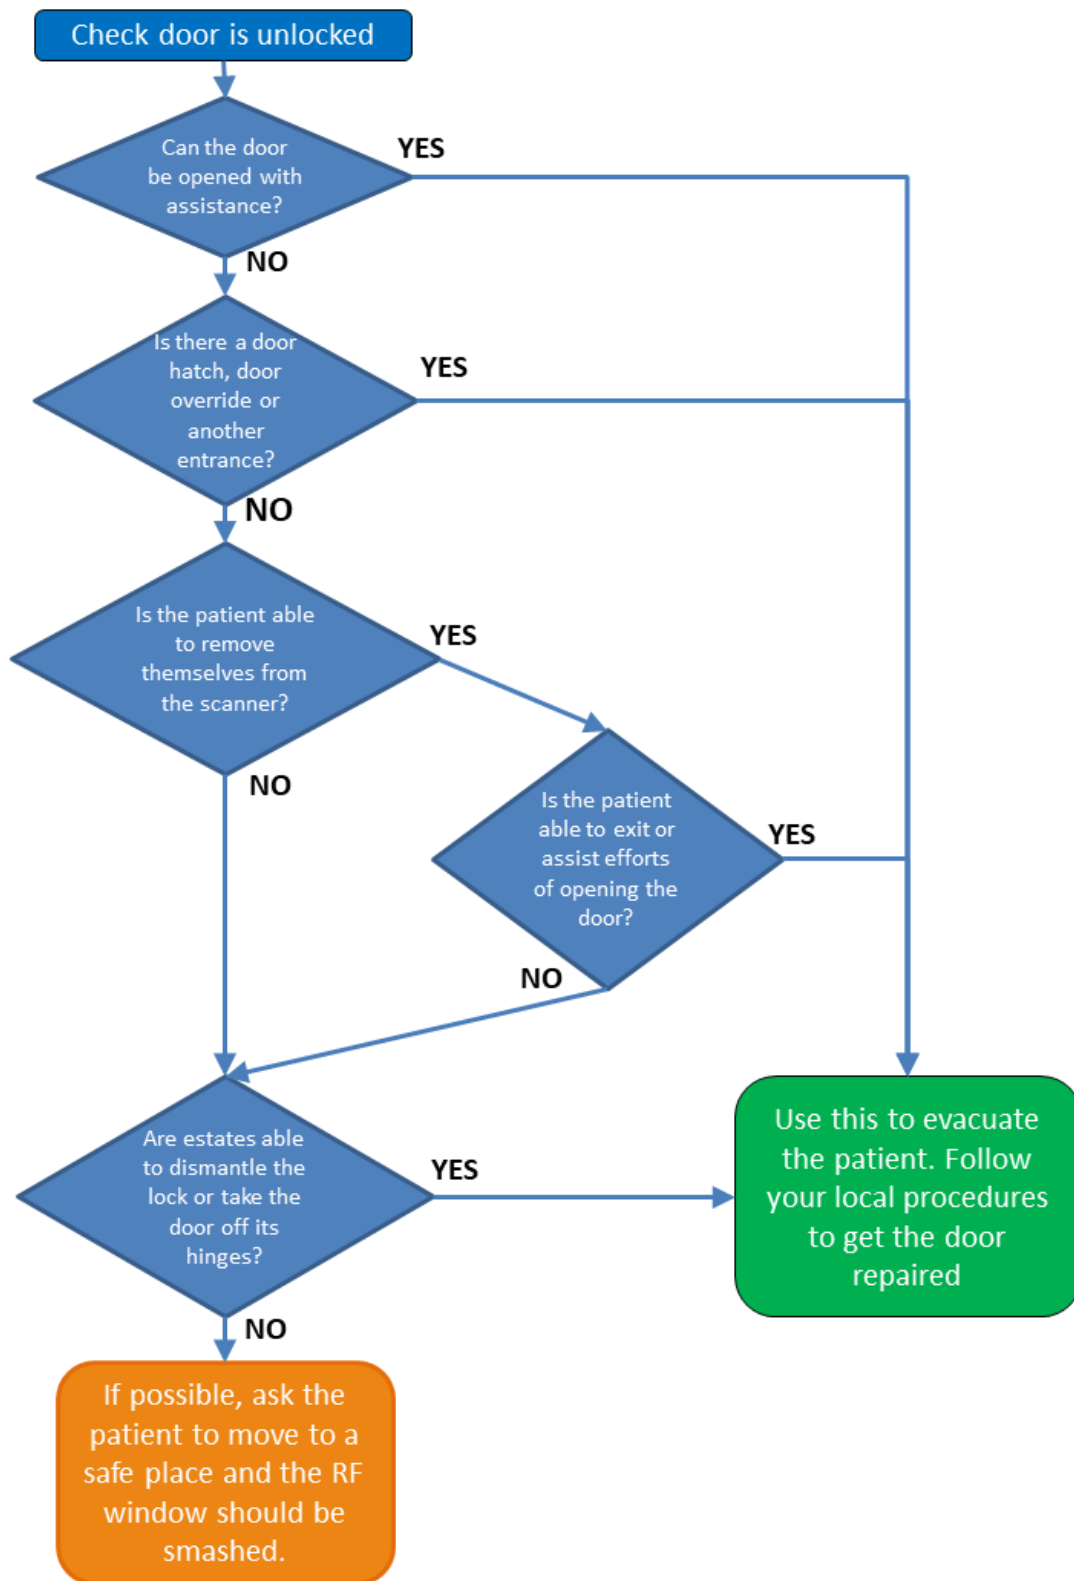 Check door is unlocked
Can the door
be opened with
assistance?
YES
NO
Is there a door
hatch, door
override or
another
entrance?
YES
NO
Is the patient able
to remove
themselves from
the scanner?
YES
NO
Is the patient
able to exit or
assist efforts
of opening the
door?
YES
NO
Are estates able
to dismantle the
lock or take the
door off its
hinges?
YES
NO
Use this to evacuate
the patient. Follow
your local procedures
to get the door
repaired
If possible, ask the
patient to move to a
safe place and the RF
window should be
smashed.